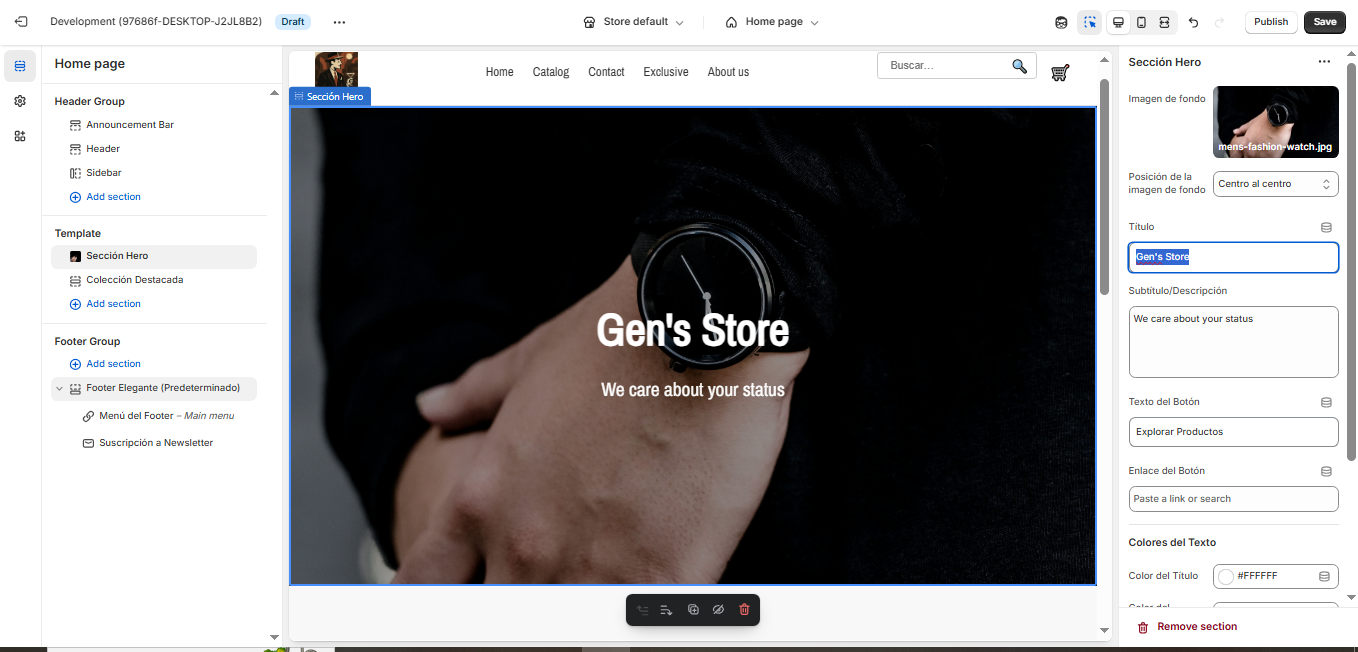 Development (97686f-DESKTOP-J2JL8B2) Draft
Store default
Home page
Publish
Save
Home page
Header Group
Announcement Bar
Header
Sidebar
Add section
Template
Sección Hero
Colección Destacada
Add section
Footer Group
Add section
Footer Elegante (Predeterminado)
Menú del Footer – Main menu
Suscripción a Newsletter
Home Catalog Contact Exclusive About us
Buscar...
Sección Hero
Gen's Store
We care about your status
Sección Hero
Imagen de fondo
mens-fashion-watch.jpg
Posición de la
imagen de fondo
Centro al centro
Título
Gen's Store
Subtítulo/Descripción
We care about your status
Texto del Botón
Explorar Productos
Enlace del Botón
Paste a link or search
Colores del Texto
Color del Título
#FFFFFF
Color del
Remove section